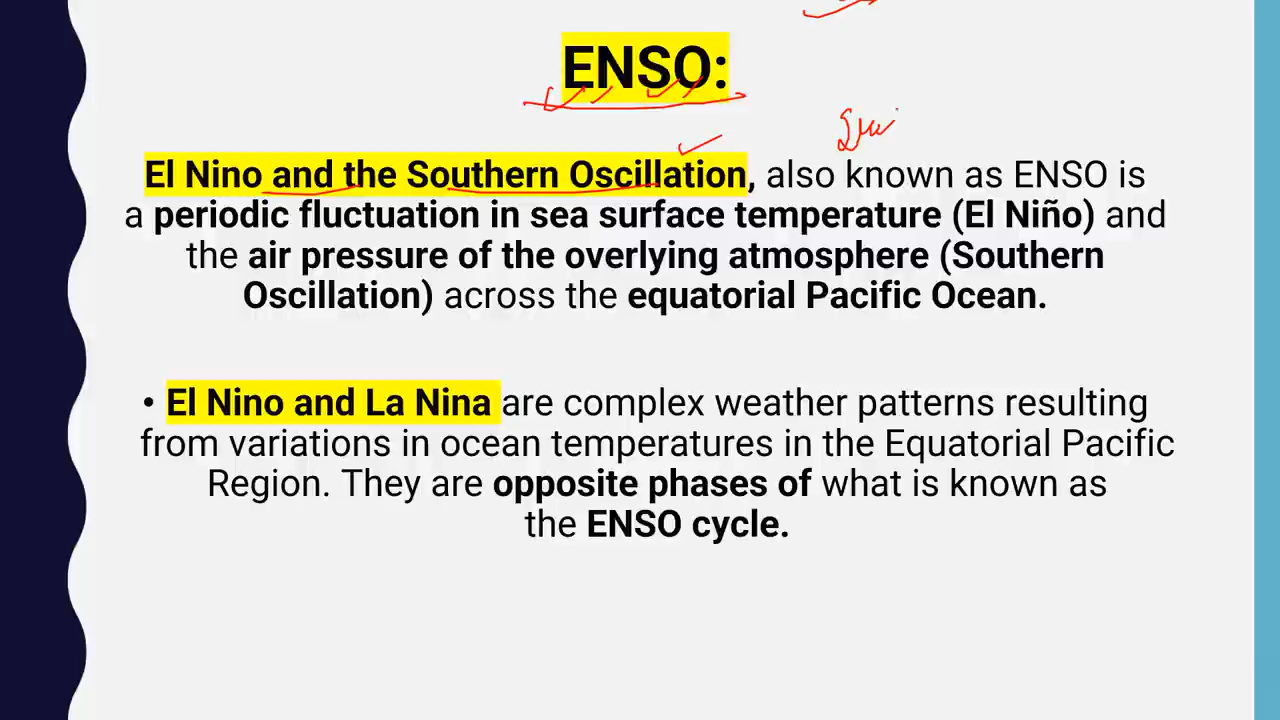 ENSO:
El Nino and the Southern Oscillation, also known as ENSO is
a periodic fluctuation in sea surface temperature (El Niño) and
the air pressure of the overlying atmosphere (Southern
Oscillation) across the equatorial Pacific Ocean.
• El Nino and La Nina are complex weather patterns resulting
from variations in ocean temperatures in the Equatorial Pacific
Region. They are opposite phases of what is known as
the ENSO cycle.